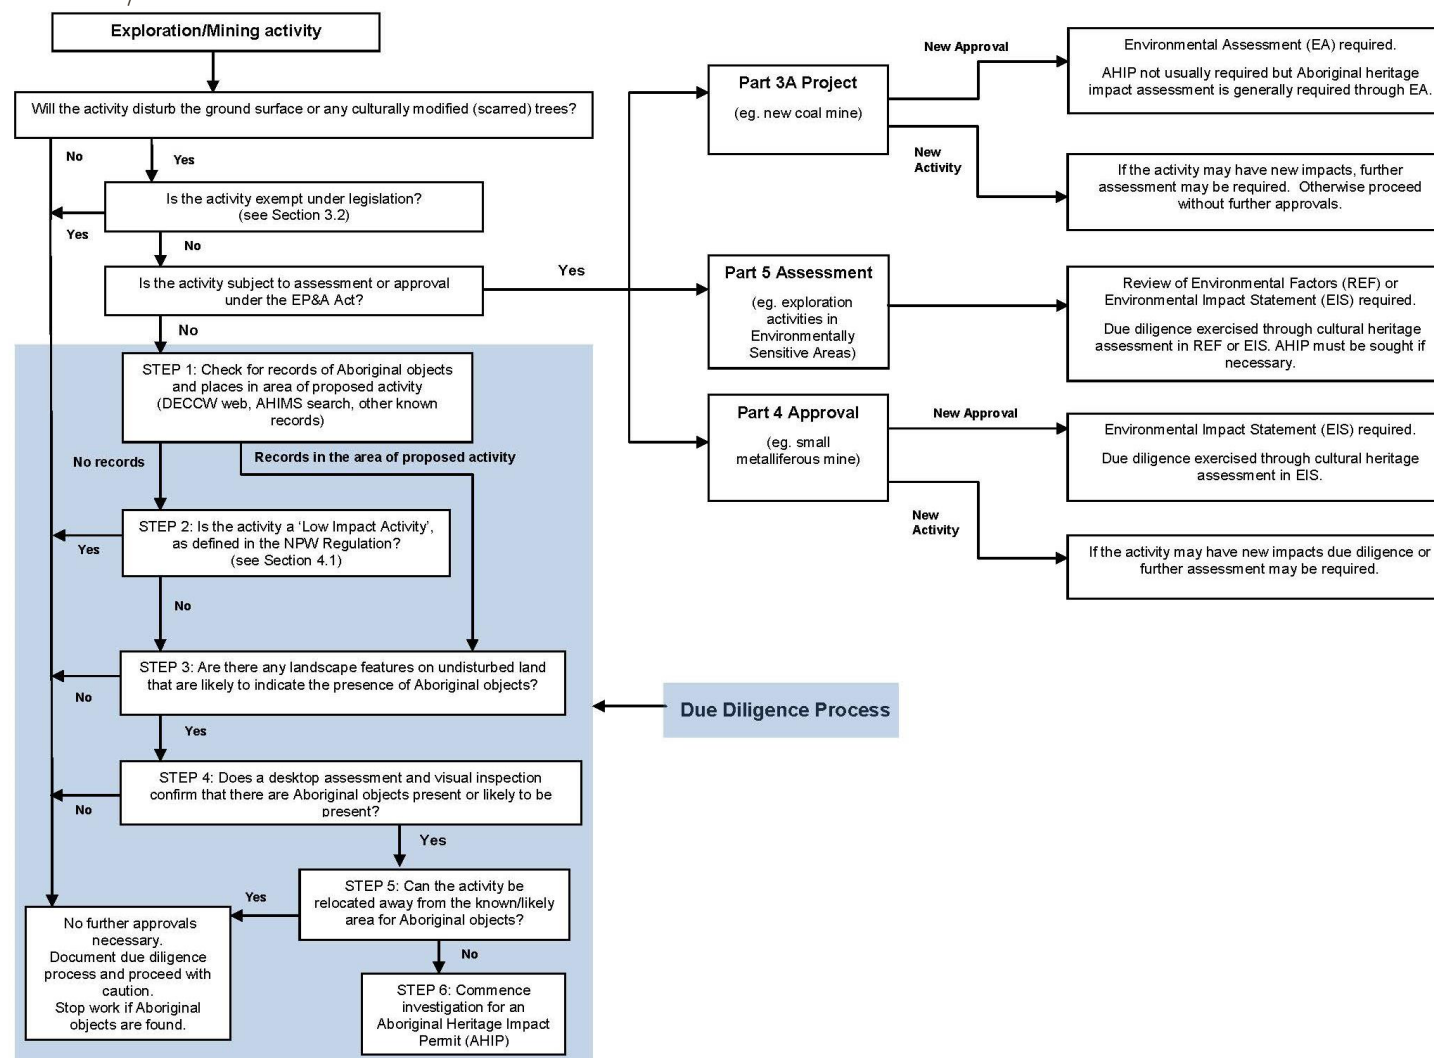 Exploration/Mining activity
Will the activity disturb the ground surface or any culturally modified (scarred) trees?
No
Yes
Is the activity exempt under legislation?
(see Section 3.2)
Yes
No
Is the activity subject to assessment or approval
under the EP&A Act?
Yes
No
STEP 1: Check for records of Aboriginal objects
and places in area of proposed activity
(DECCW web, AHIMS search, other known
records)
No records
Records in the area of proposed activity
STEP 2: Is the activity a ‘Low Impact Activity’,
as defined in the NPW Regulation?
(see Section 4.1)
Yes
No
STEP 3: Are there any landscape features on undisturbed land
that are likely to indicate the presence of Aboriginal objects?
No
Yes
STEP 4: Does a desktop assessment and visual inspection
confirm that there are Aboriginal objects present or likely to be
present?
No
Yes
STEP 5: Can the activity be
relocated away from the known/likely
area for Aboriginal objects?
Yes
No
No further approvals
necessary.
Document due diligence
process and proceed with
caution.
Stop work if Aboriginal
objects are found.
STEP 6: Commence
investigation for an
Aboriginal Heritage Impact
Permit (AHIP)
Due Diligence Process
Part 3A Project
(eg. new coal mine)
New Approval
Environmental Assessment (EA) required.
AHIP not usually required but Aboriginal heritage
impact assessment is generally required through EA.
New
Activity
If the activity may have new impacts, further
assessment may be required. Otherwise proceed
without further approvals.
Part 5 Assessment
(eg. exploration
activities in
Environmentally
Sensitive Areas)
Review of Environmental Factors (REF) or
Environmental Impact Statement (EIS) required.
Due diligence exercised through cultural heritage
assessment in REF or EIS. AHIP must be sought if
necessary.
Part 4 Approval
(eg. small
metalliferous mine)
New Approval
Environmental Impact Statement (EIS) required.
Due diligence exercised through cultural heritage
assessment in EIS.
New
Activity
If the activity may have new impacts due diligence or
further assessment may be required.